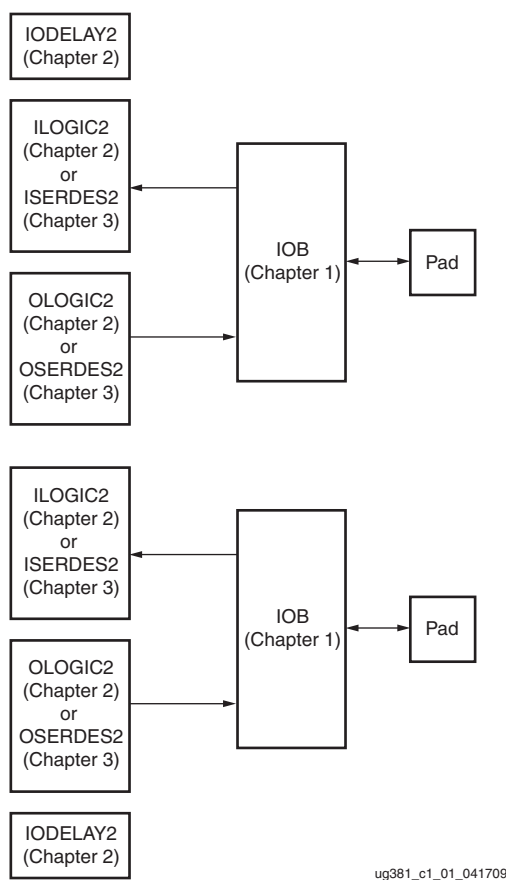 IODELAY2
(Chapter 2)
ILOGIC2
(Chapter 2)
or
ISERDES2
(Chapter 3)
IOB
(Chapter 1)
Pad
OLOGIC2
(Chapter 2)
or
OSERDES2
(Chapter 3)
ILOGIC2
(Chapter 2)
or
ISERDES2
(Chapter 3)
IOB
(Chapter 1)
Pad
OLOGIC2
(Chapter 2)
or
OSERDES2
(Chapter 3)
IODELAY2
(Chapter 2)
ug381_c1_01_041709